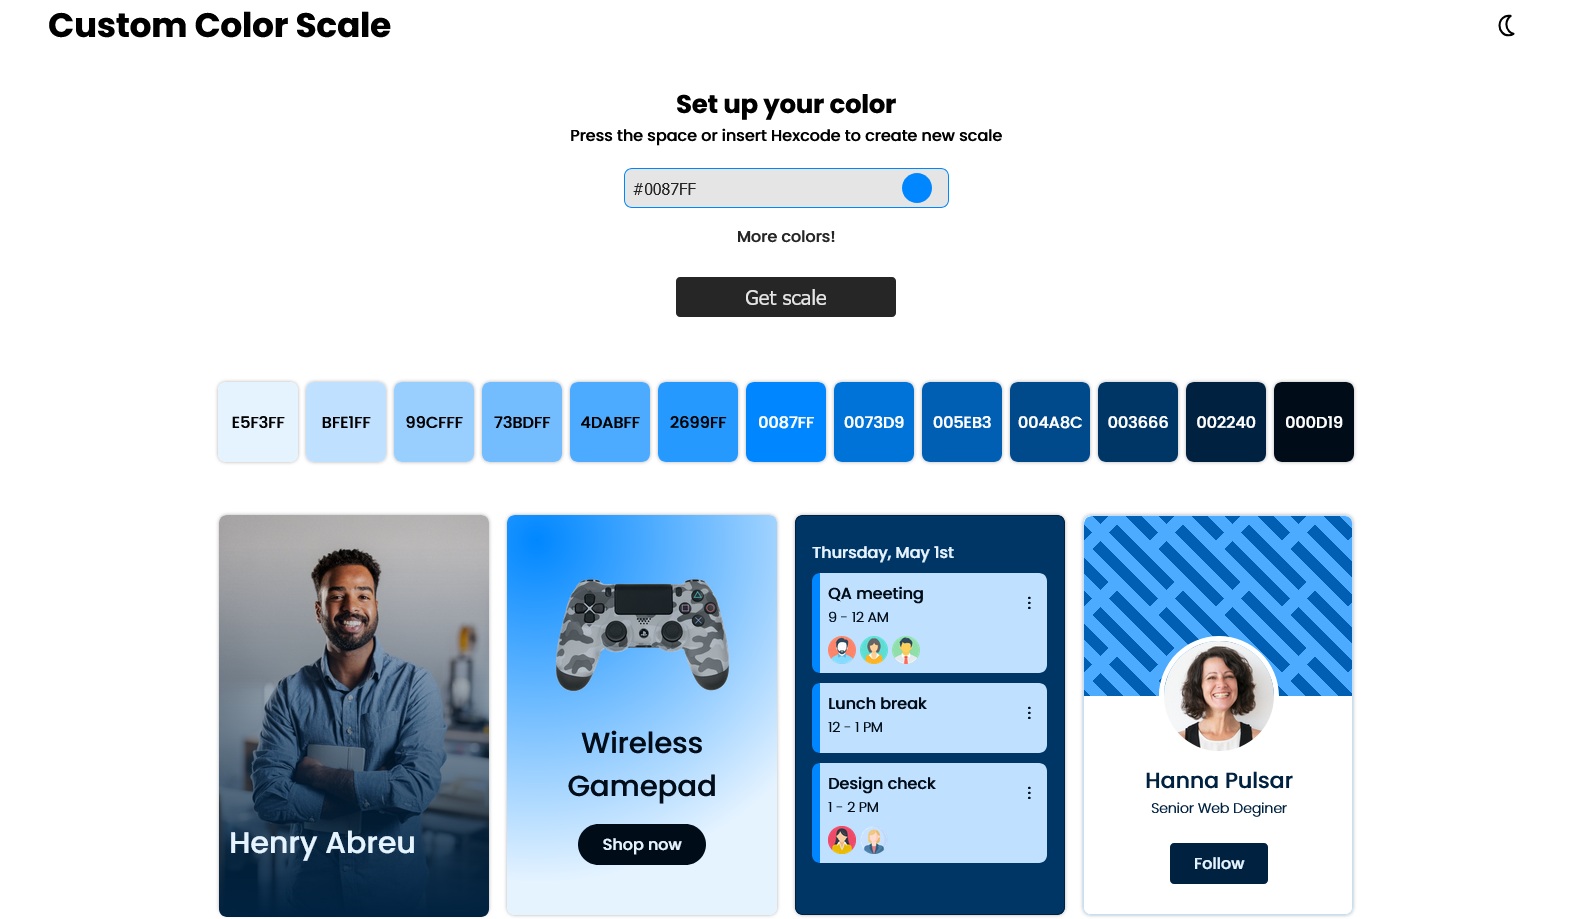 Custom Color Scale
Set up your color
Press the space or insert Hexcode to create new scale
#0087FF
More colors!
Get scale
E5F3FF
BFE1FF
99CFFF
73BDFF
4DABFF
2699FF
0087FF
0073D9
005EB3
004A8C
003666
002240
000D19
Henry Abreu
Wireless
Gamepad
Shop now
Thursday, May 1st
QA meeting
9 - 12 AM
Lunch break
12 - 1 PM
Design check
1 - 2 PM
Hanna Pulsar
Senior Web Deginer
Follow